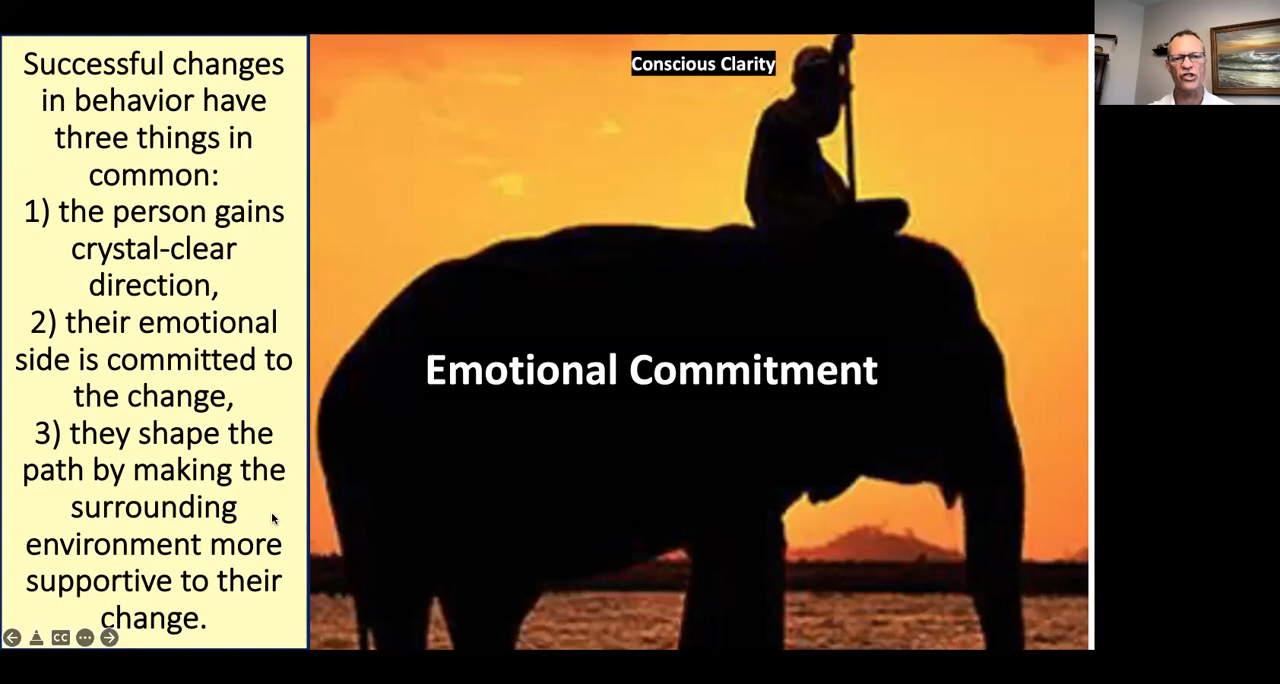 Successful changes
in behavior have
three things in
common:
1) the person gains
crystal-clear
direction,
2) their emotional
side is committed to
the change,
3) they shape the
path by making the
surrounding
environment more
supportive to their
change.
CC
Conscious Clarity
Emotional Commitment